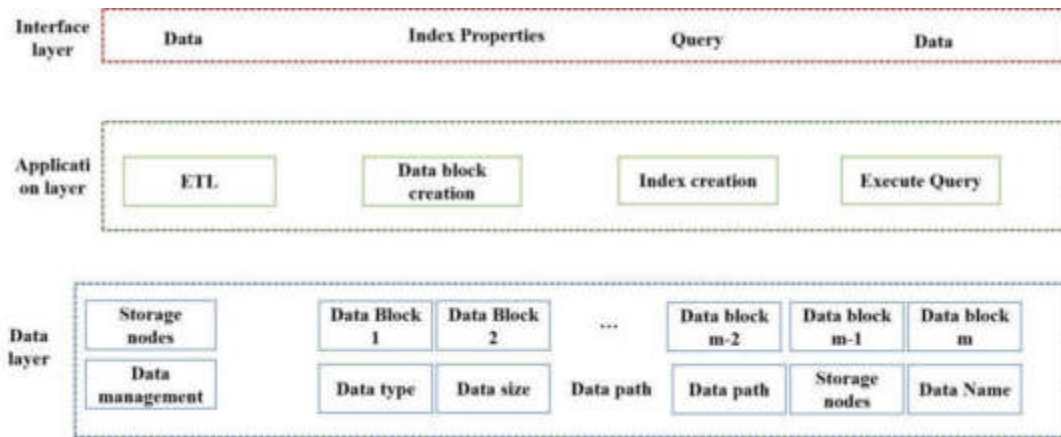 Interface
layer
Data
Index Properties
Query
Data
Applicati
on layer
ETL
Data block
creation
Index creation
Execute Query
Data
layer
Storage
nodes
Data Block
1
Data Block
2
...
Data block
m-2
Data block
m-1
Data block
m
Data
management
Data type
Data size
Data path
Data path
Storage
nodes
Data Name